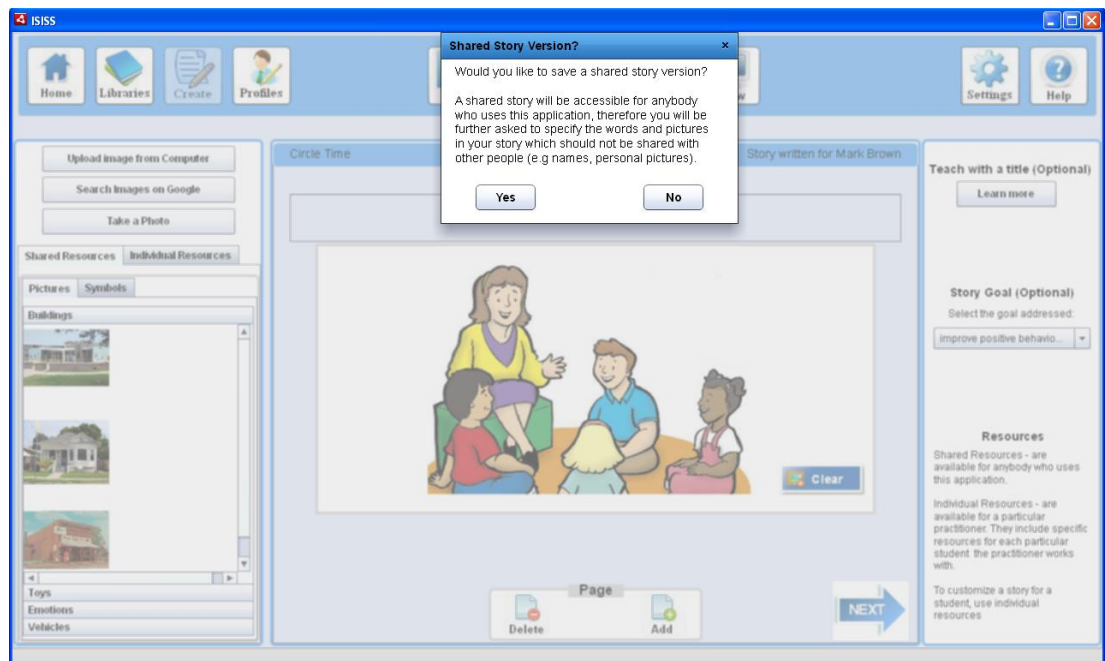 ISISS
Home
Libraries
Create
Profiles
Settings
Help
Shared Story Version? ×
Would you like to save a shared story version?
A shared story will be accessible for anybody
who uses this application, therefore you will be
further asked to specify the words and pictures
in your story which should not be shared with
other people (e.g names, personal pictures).
Yes
No
Upload image from Computer
Search Images on Google
Take a Photo
Shared Resources
Individual Resources
Pictures
Symbols
Buildings
Toys
Emotions
Vehicles
Circle Time
Story written for Mark Brown
Clear
Page
Delete
Add
NEXT
Teach with a title (Optional)
Learn more
Story Goal (Optional)
Select the goal addressed:
improve positive behavio...
Resources
Shared Resources - are
available for anybody who uses
this application.
Individual Resources - are
available for a particular
practitioner. They include specific
resources for each particular
student the practitioner works
with.
To customize a story for a
student, use individual
resources